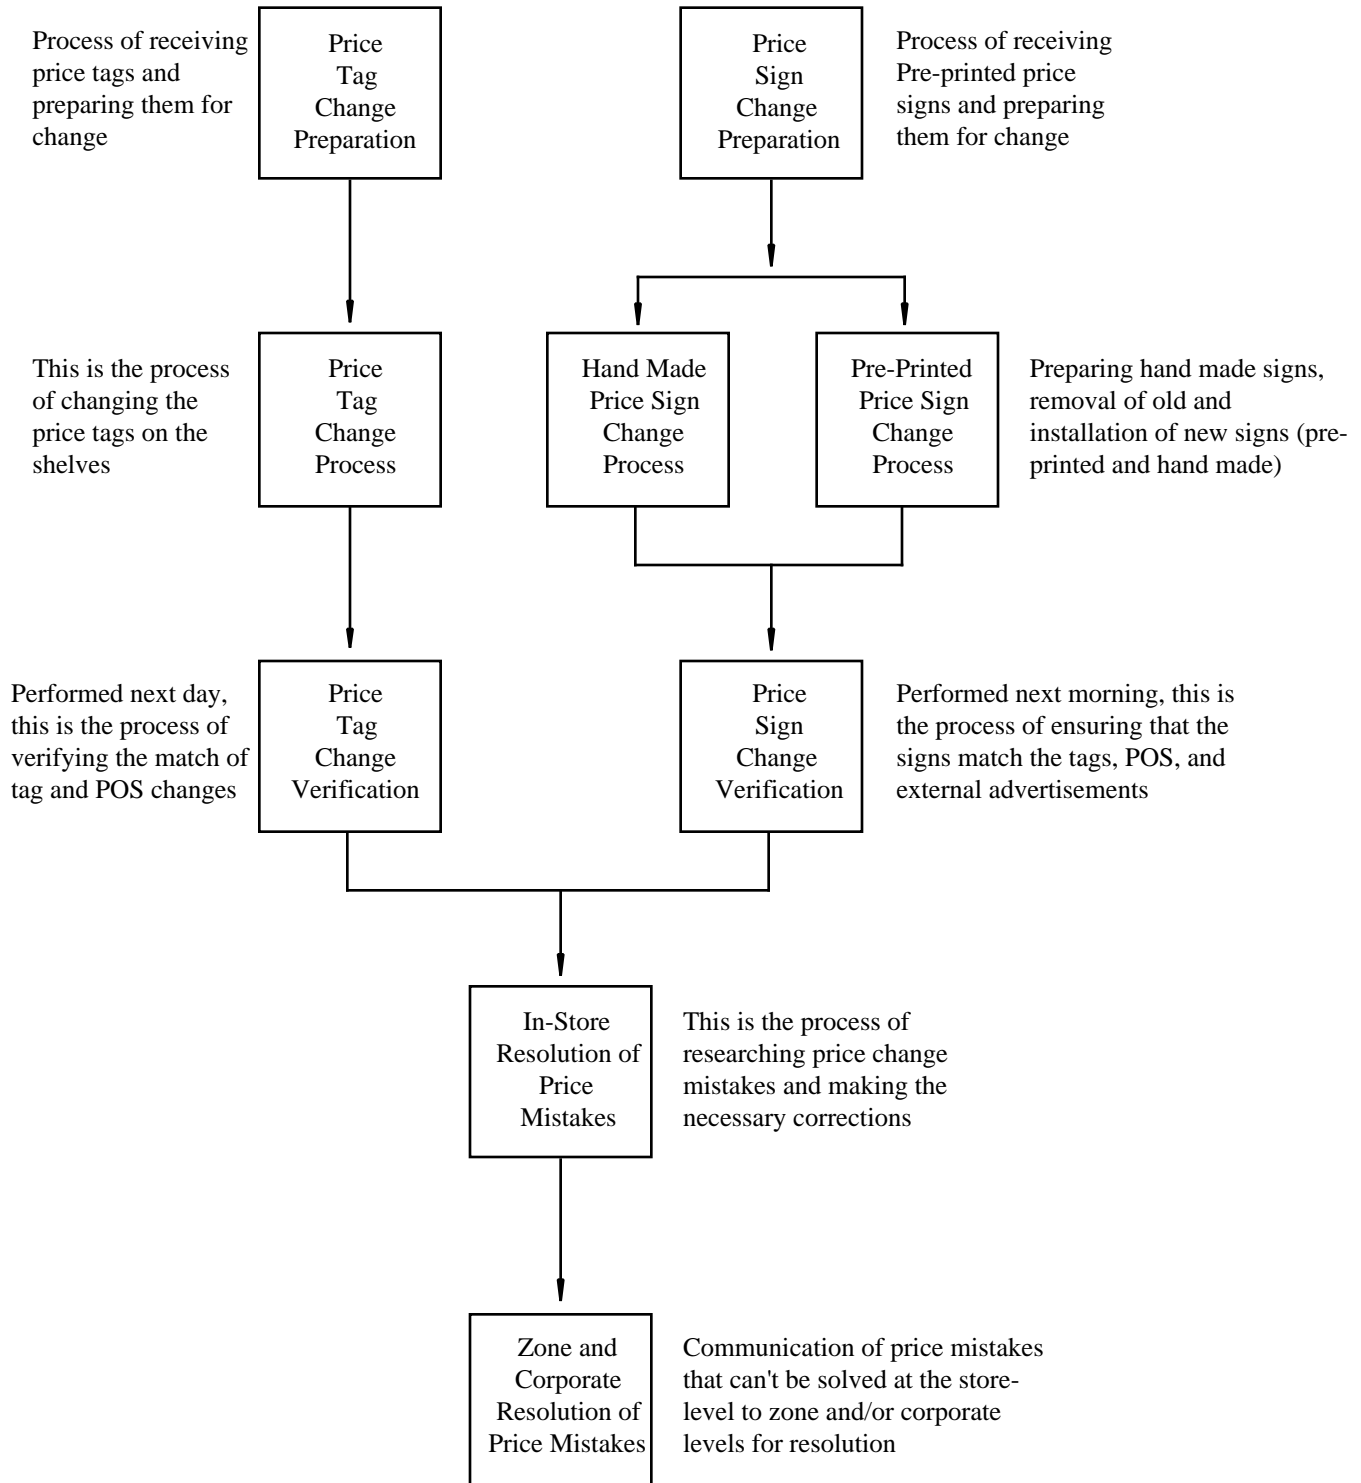 Process of receiving
price tags and
preparing them for
change
Price
Tag
Change
Preparation
Price
Sign
Change
Preparation
Process of receiving
Pre-printed price
signs and preparing
them for change
This is the process
of changing the
price tags on the
shelves
Price
Tag
Change
Process
Hand Made
Price Sign
Change
Process
Pre-Printed
Price Sign
Change
Process
Preparing hand made signs,
removal of old and
installation of new signs (pre-
printed and hand made)
Performed next day,
this is the process of
verifying the match of
tag and POS changes
Price
Tag
Change
Verification
Price
Sign
Change
Verification
Performed next morning, this is
the process of ensuring that the
signs match the tags, POS, and
external advertisements
In-Store
Resolution of
Price
Mistakes
This is the process of
researching price change
mistakes and making the
necessary corrections
Zone and
Corporate
Resolution of
Price Mistakes
Communication of price mistakes
that can't be solved at the store-
level to zone and/or corporate
levels for resolution